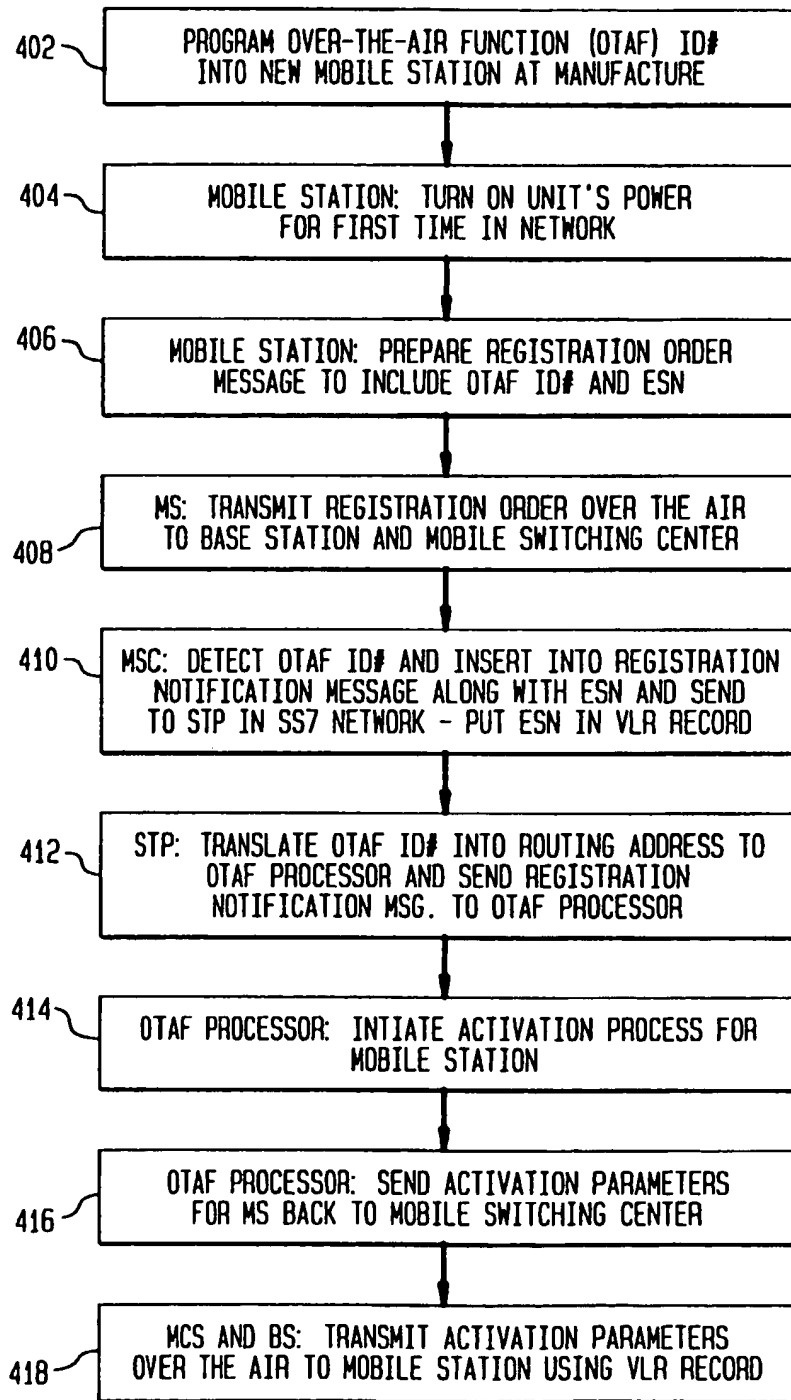 402
PROGRAM OVER-THE-AIR FUNCTION (OTAF) ID#
INTO NEW MOBILE STATION AT MANUFACTURE
404
MOBILE STATION: TURN ON UNIT'S POWER
FOR FIRST TIME IN NETWORK
406
MOBILE STATION: PREPARE REGISTRATION ORDER
MESSAGE TO INCLUDE OTAF ID# AND ESN
408
MS: TRANSMIT REGISTRATION ORDER OVER THE AIR
TO BASE STATION AND MOBILE SWITCHING CENTER
410
MSC: DETECT OTAF ID# AND INSERT INTO REGISTRATION
NOTIFICATION MESSAGE ALONG WITH ESN AND SEND
TO STP IN SS7 NETWORK - PUT ESN IN VLR RECORD
412
STP: TRANSLATE OTAF ID# INTO ROUTING ADDRESS TO
OTAF PROCESSOR AND SEND REGISTRATION
NOTIFICATION MSG. TO OTAF PROCESSOR
414
OTAF PROCESSOR: INTIATE ACTIVATION PROCESS FOR
MOBILE STATION
416
OTAF PROCESSOR: SEND ACTIVATION PARAMETERS
FOR MS BACK TO MOBILE SWITCHING CENTER
418
MCS AND BS: TRANSMIT ACTIVATION PARAMETERS
OVER THE AIR TO MOBILE STATION USING VLR RECORD